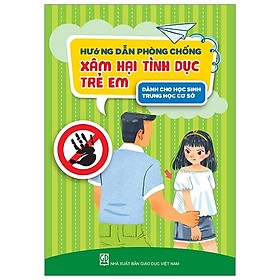 HƯỚNG DẪN PHÒNG CHỐNG
XÂM HẠI TÌNH DỤC
TRẺ EM
DÀNH CHO HỌC SINH
TRUNG HỌC CƠ SỞ
NHÀ XUẤT BẢN GIÁO DỤC VIỆT NAM